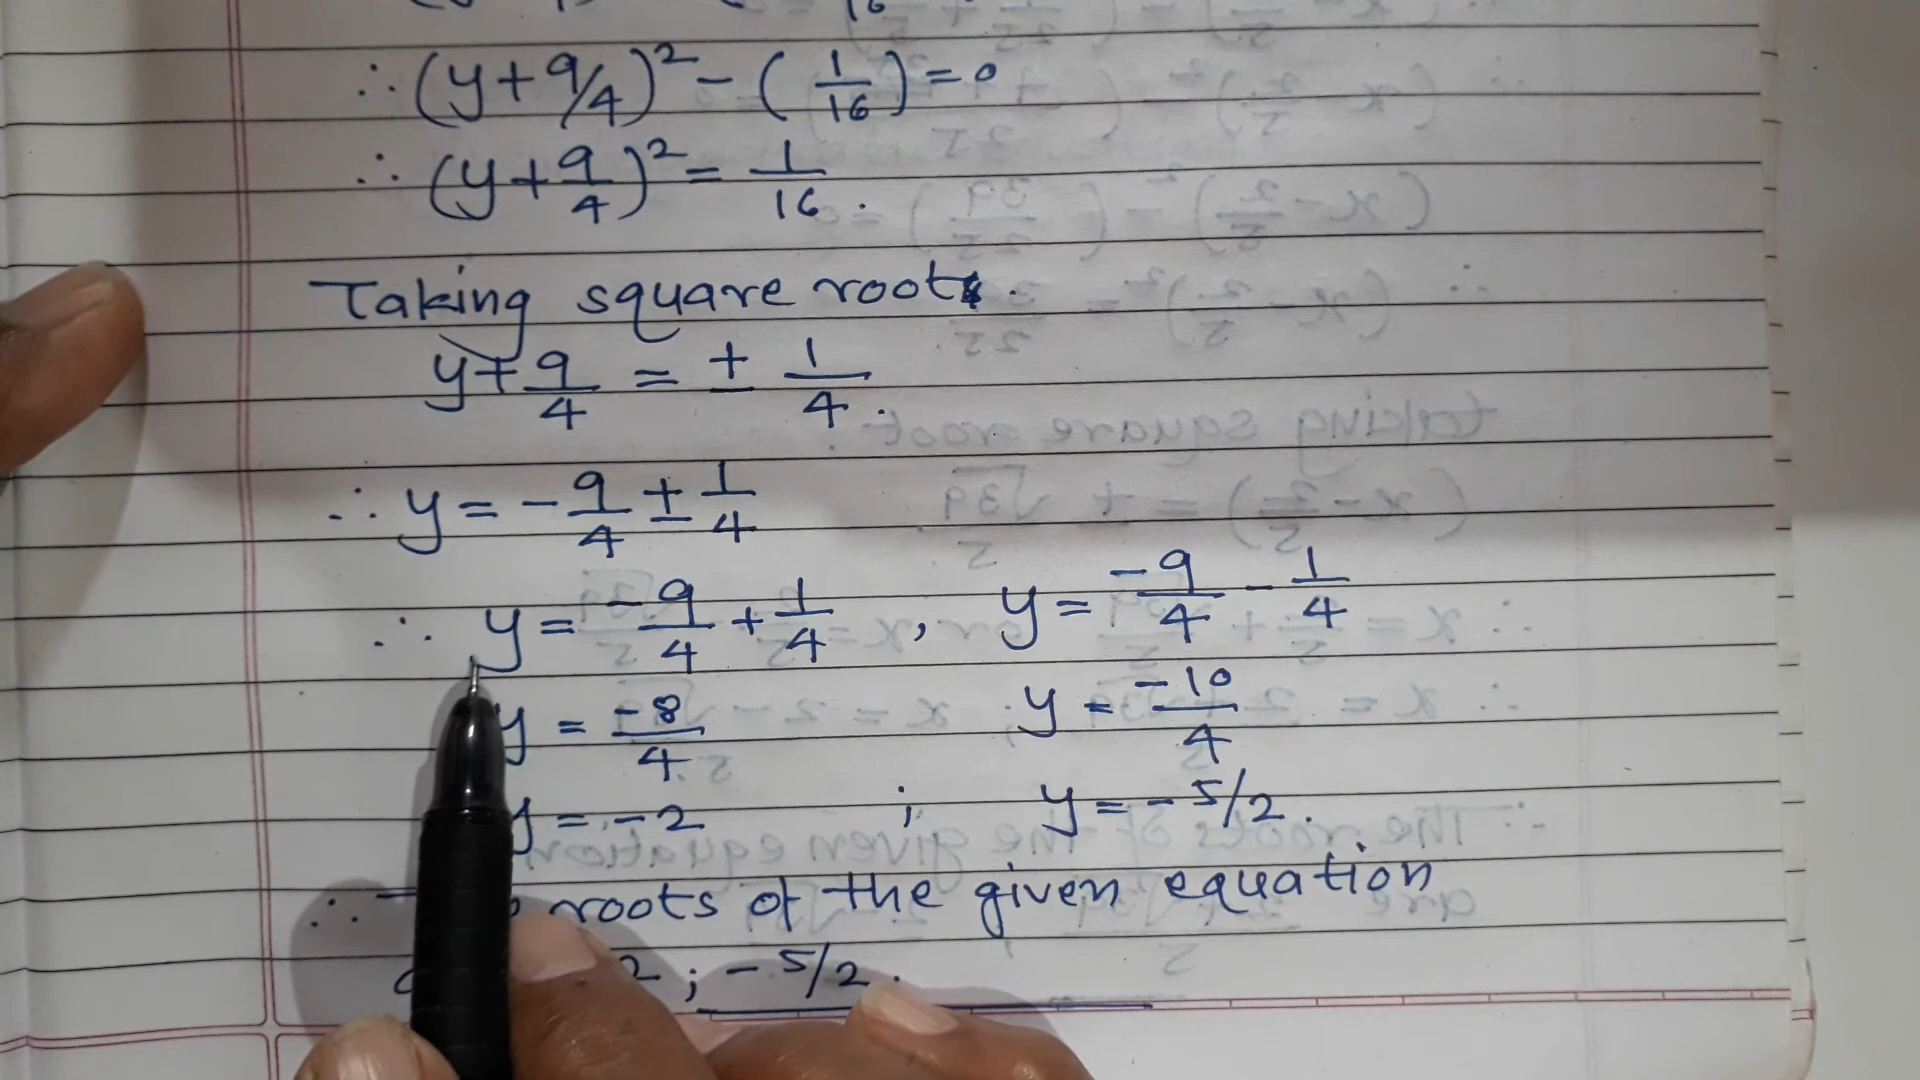 ∴ (y+9/4)² - (1/16) = 0
∴ (y+9/4)² = 1/16.
Taking square roots.
y+9/4 = ± 1/4.
∴ y = -9/4 ± 1/4
∴ y = -9/4 + 1/4 , y = -9/4 - 1/4
y = -8/4 y = -10/4
y = -2 ; y = -5/2.
∴ roots of the given equation
2 ; -5/2.